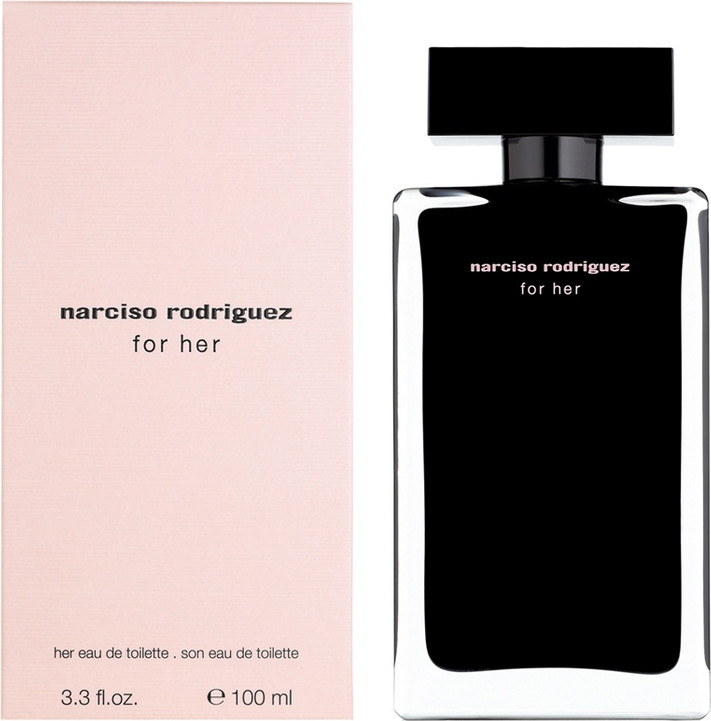 narciso rodriguez
for her
her eau de toilette . son eau de toilette
3.3 fl.oz. ℮ 100 ml
narciso rodriguez
for her